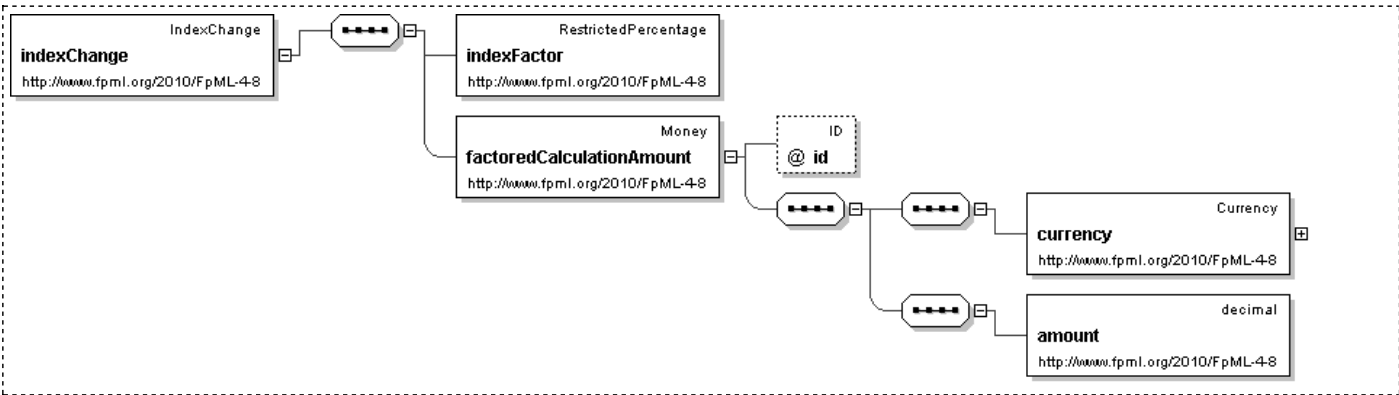 IndexChange
indexChange
http://www.fpml.org/2010/FpML-4-8
RestrictedPercentage
indexFactor
http://www.fpml.org/2010/FpML-4-8
Money
factoredCalculationAmount
http://www.fpml.org/2010/FpML-4-8
ID
@ id
Currency
currency
http://www.fpml.org/2010/FpML-4-8
decimal
amount
http://www.fpml.org/2010/FpML-4-8